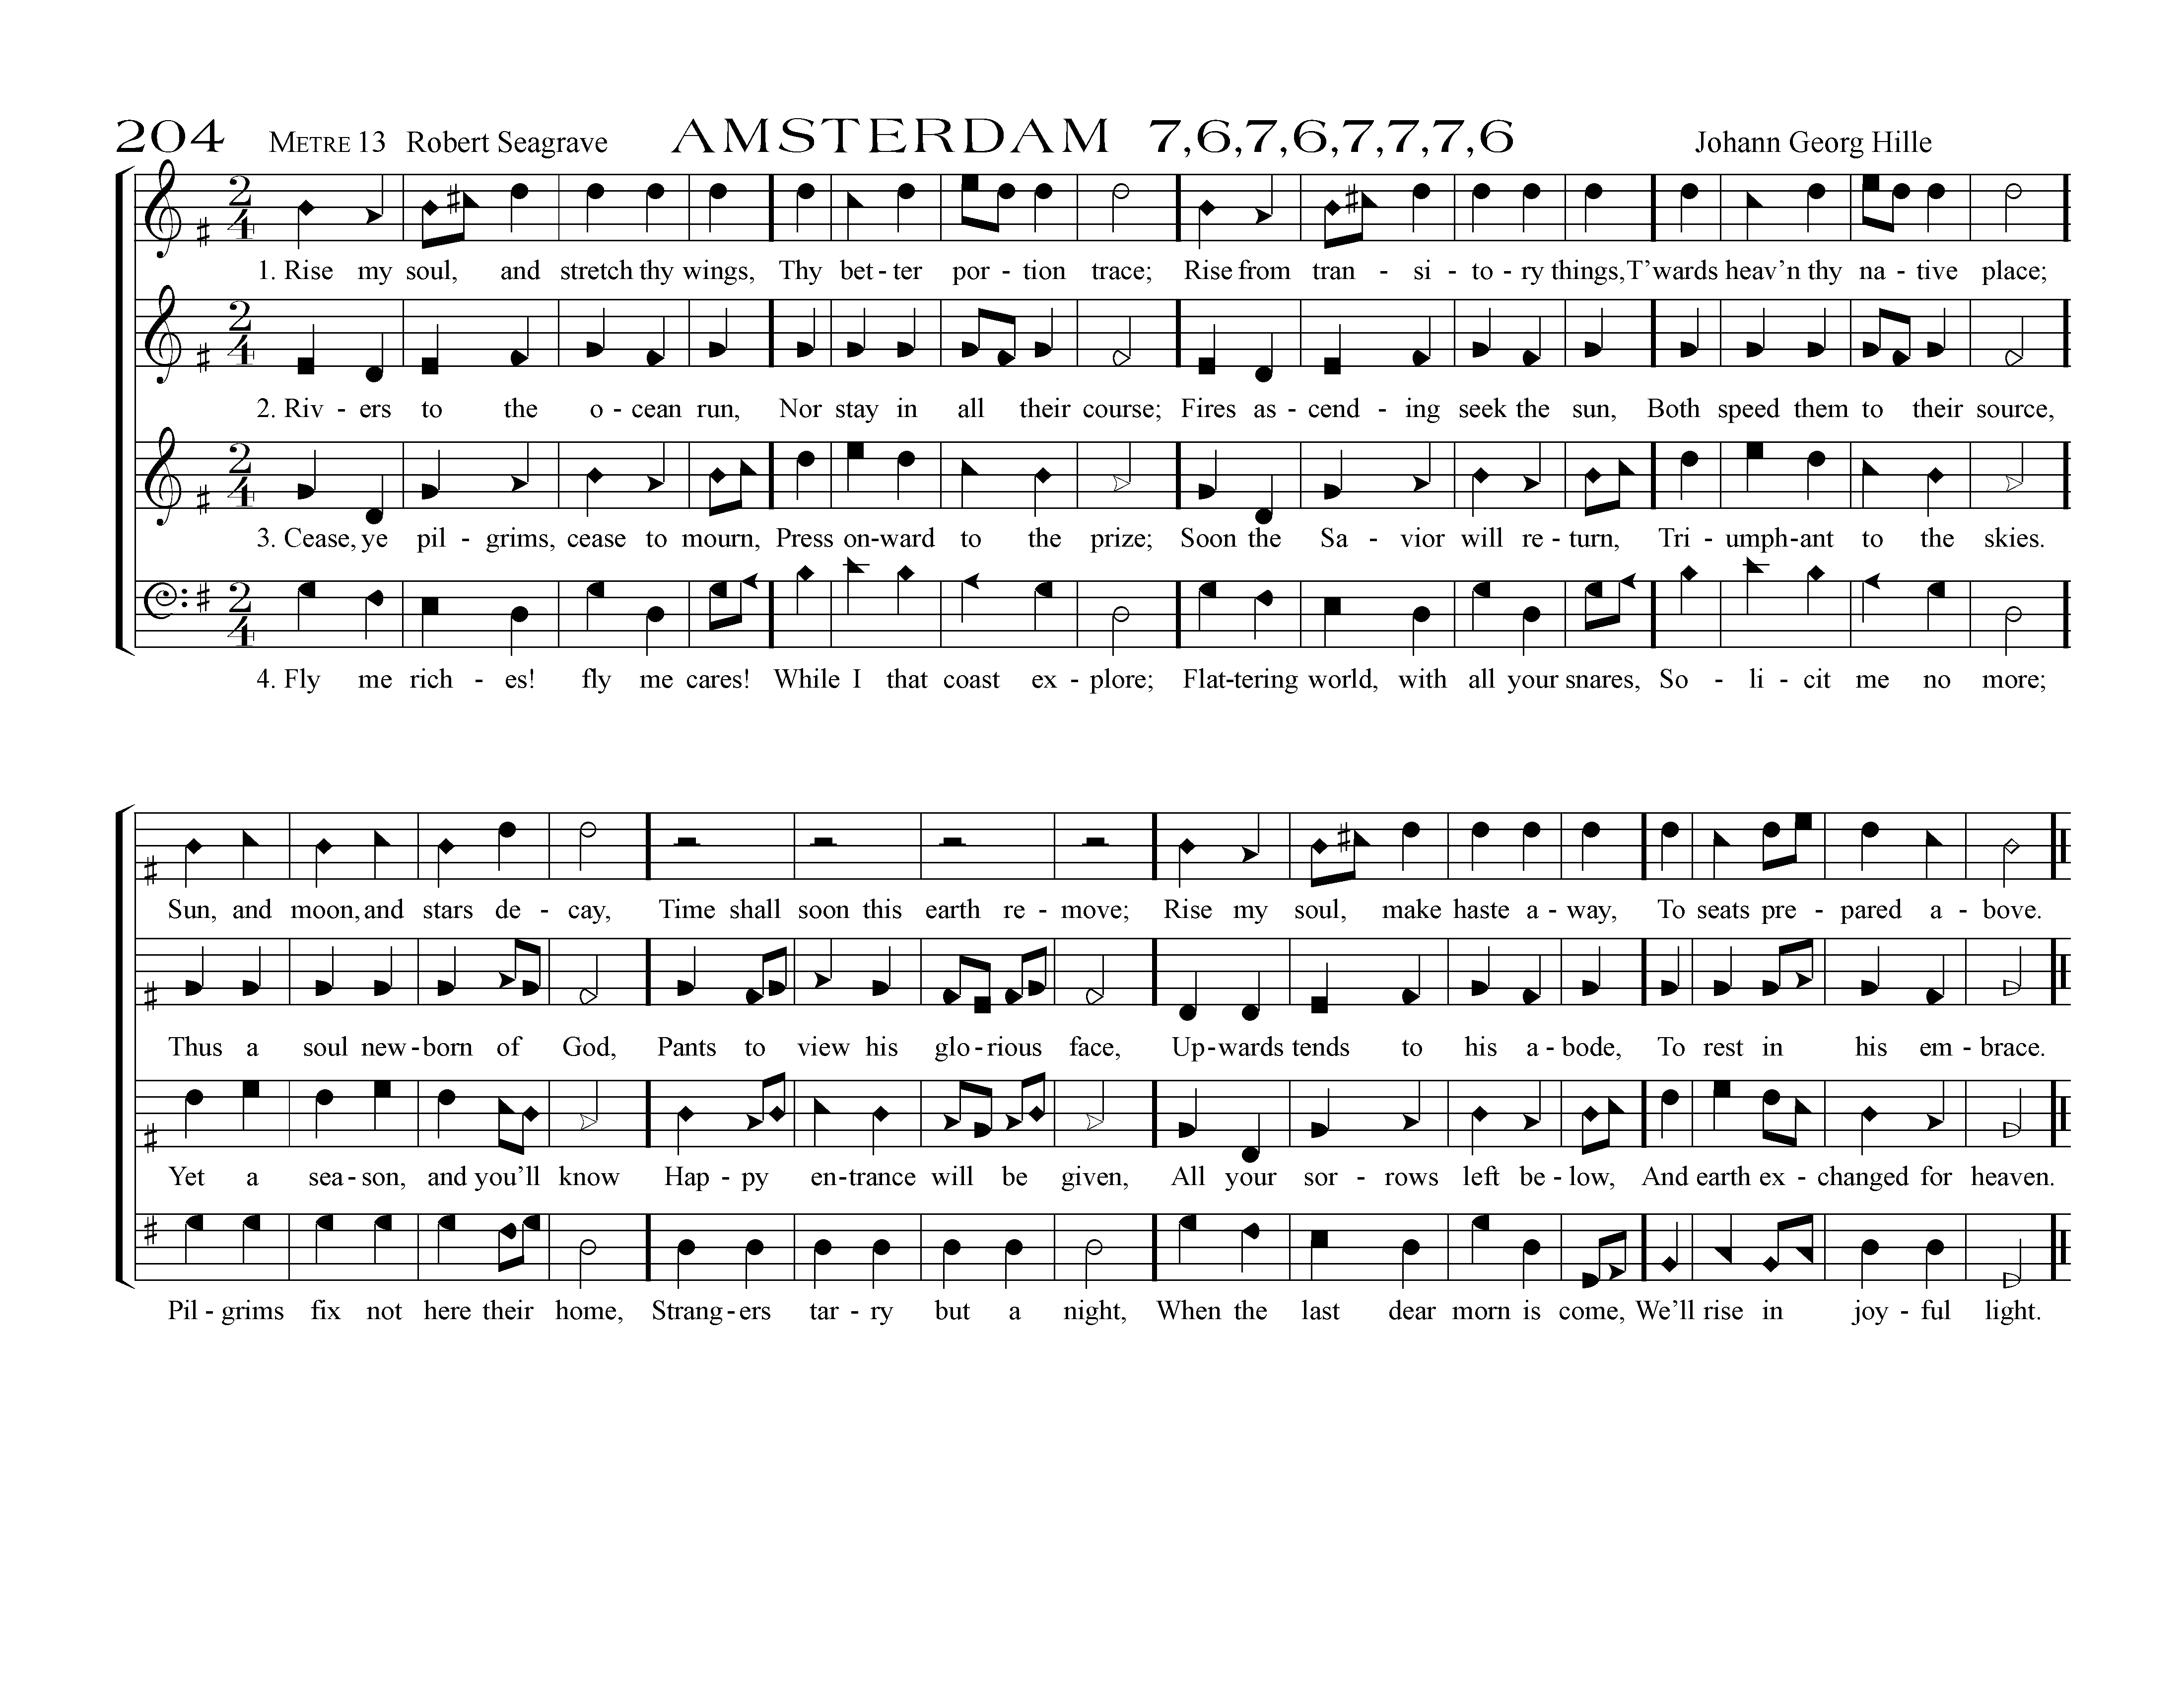 204 METRE 13 Robert Seagrave AMSTERDAM 7,6,7,6,7,7,7,6 Johann Georg Hille
2 4
1. Rise my soul, and stretch thy wings, Thy bet - ter por - tion trace; Rise from tran - si - to - ry things, T’wards heav’n thy na - tive place;
2 4
2. Riv - ers to the o - cean run, Nor stay in all their course; Fires as - cend - ing seek the sun, Both speed them to their source,
2 4
3. Cease, ye pil - grims, cease to mourn, Press on-ward to the prize; Soon the Sa - vior will re - turn, Tri - umph-ant to the skies.
2 4
4. Fly me rich - es! fly me cares! While I that coast ex - plore; Flat-tering world, with all your snares, So - li - cit me no more;
Sun, and moon, and stars de - cay, Time shall soon this earth re - move; Rise my soul, make haste a - way, To seats pre - pared a - bove.
Thus a soul new-born of God, Pants to view his glo - rious face, Up-wards tends to his a - bode, To rest in his em - brace.
Yet a sea - son, and you’ll know Hap - py en-trance will be given, All your sor - rows left be - low, And earth ex - changed for heaven.
Pil - grims fix not here their home, Strang - ers tar - ry but a night, When the last dear morn is come, We’ll rise in joy - ful light.